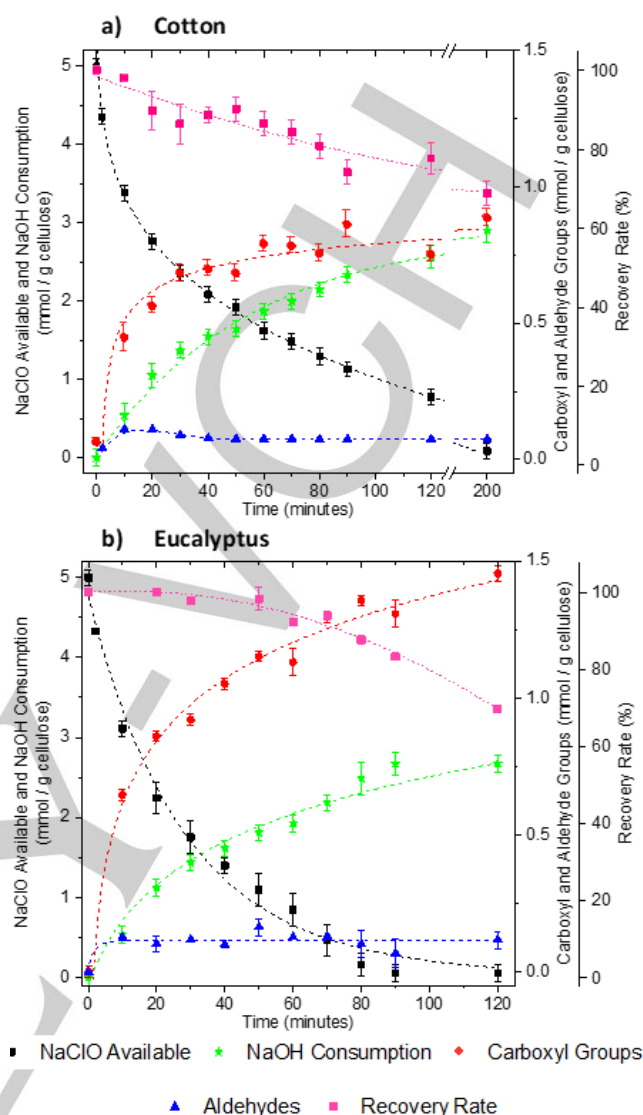 a) Cotton
NaClO Available and NaOH Consumption
(mmol / g cellulose)
5
4
3
2
1
0
0 20 40 60 80 100 120 200
Time (minutes)
1.5
1.0
0.5
0.0
Carboxyl and Aldehyde Groups (mmol / g cellulose)
100
80
60
40
20
0
Recovery Rate (%)
b) Eucalyptus
NaClO Available and NaOH Consumption
(mmol / g cellulose)
5
4
3
2
1
0
0 20 40 60 80 100 120
Time (minutes)
1.5
1.0
0.5
0.0
Carboxyl and Aldehyde Groups (mmol / g cellulose)
100
80
60
40
20
0
Recovery Rate (%)
NaClO Available NaOH Consumption Carboxyl Groups
Aldehydes Recovery Rate